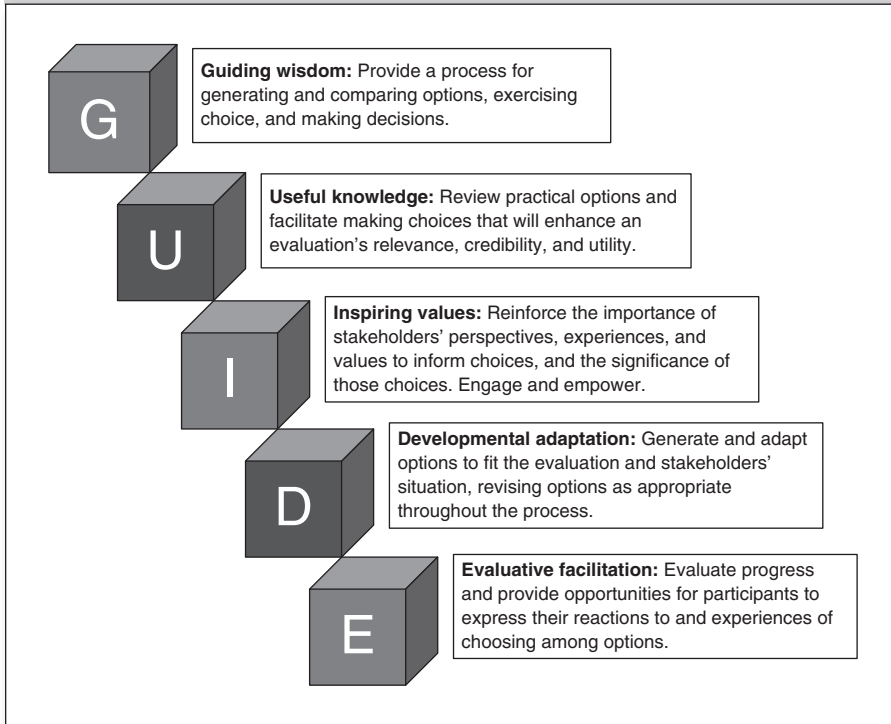 G
Guiding wisdom: Provide a process for
generating and comparing options, exercising
choice, and making decisions.
U
Useful knowledge: Review practical options and
facilitate making choices that will enhance an
evaluation's relevance, credibility, and utility.
I
Inspiring values: Reinforce the importance of
stakeholders' perspectives, experiences, and
values to inform choices, and the significance of
those choices. Engage and empower.
D
Developmental adaptation: Generate and adapt
options to fit the evaluation and stakeholders'
situation, revising options as appropriate
throughout the process.
E
Evaluative facilitation: Evaluate progress
and provide opportunities for participants to
express their reactions to and experiences of
choosing among options.